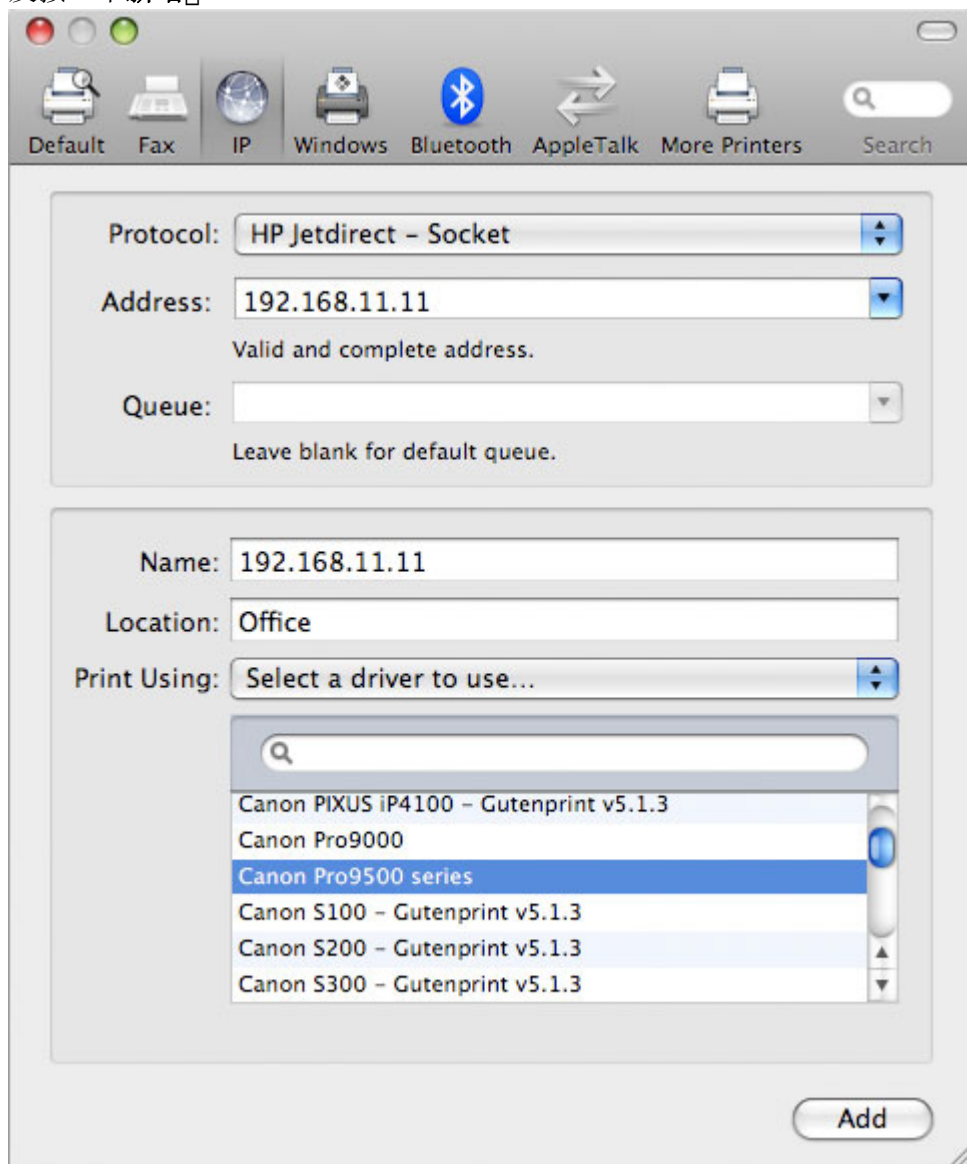 Default Fax IP Windows Bluetooth AppleTalk More Printers Search
Protocol: HP Jetdirect – Socket
Address: 192.168.11.11
Valid and complete address.
Queue:
Leave blank for default queue.
Name: 192.168.11.11
Location: Office
Print Using: Select a driver to use...
Canon PIXUS iP4100 – Gutenprint v5.1.3
Canon Pro9000
Canon Pro9500 series
Canon S100 – Gutenprint v5.1.3
Canon S200 – Gutenprint v5.1.3
Canon S300 – Gutenprint v5.1.3
Add